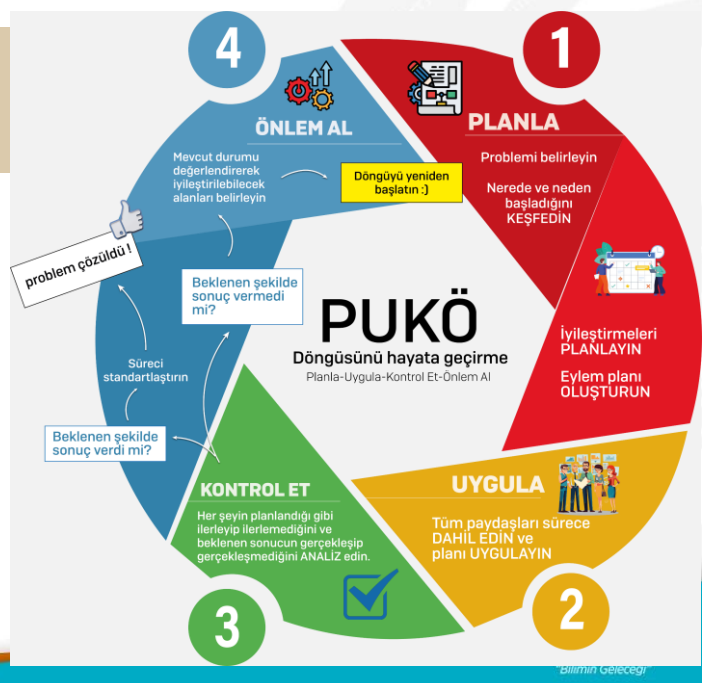 1
PLANLA
Problemi belirleyin
Nerede ve neden
başladığını
KEŞFEDİN
İyileştirmeleri
PLANLAYIN
Eylem planı
OLUŞTURUN
2
UYGULA
Tüm paydaşları sürece
DAHİL EDİN ve
planı UYGULAYIN
3
KONTROL ET
Her şeyin planlandığı gibi
ilerleyip ilerlemediğini ve
beklenen sonucun gerçekleşip
gerçekleşmediğini ANALİZ edin.
Beklenen şekilde
sonuç verdi mi?
Süreci
standartlaştırın
problem çözüldü !
Beklenen şekilde
sonuç vermedi
mi?
4
ÖNLEM AL
Mevcut durumu
değerlendirerek
iyileştirilebilecek
alanları belirleyin
Döngüyü yeniden
başlatın :)
PUKÖ
Döngüsünü hayata geçirme
Planla-Uygula-Kontrol Et-Önlem Al
"Bilimin Geleceği"